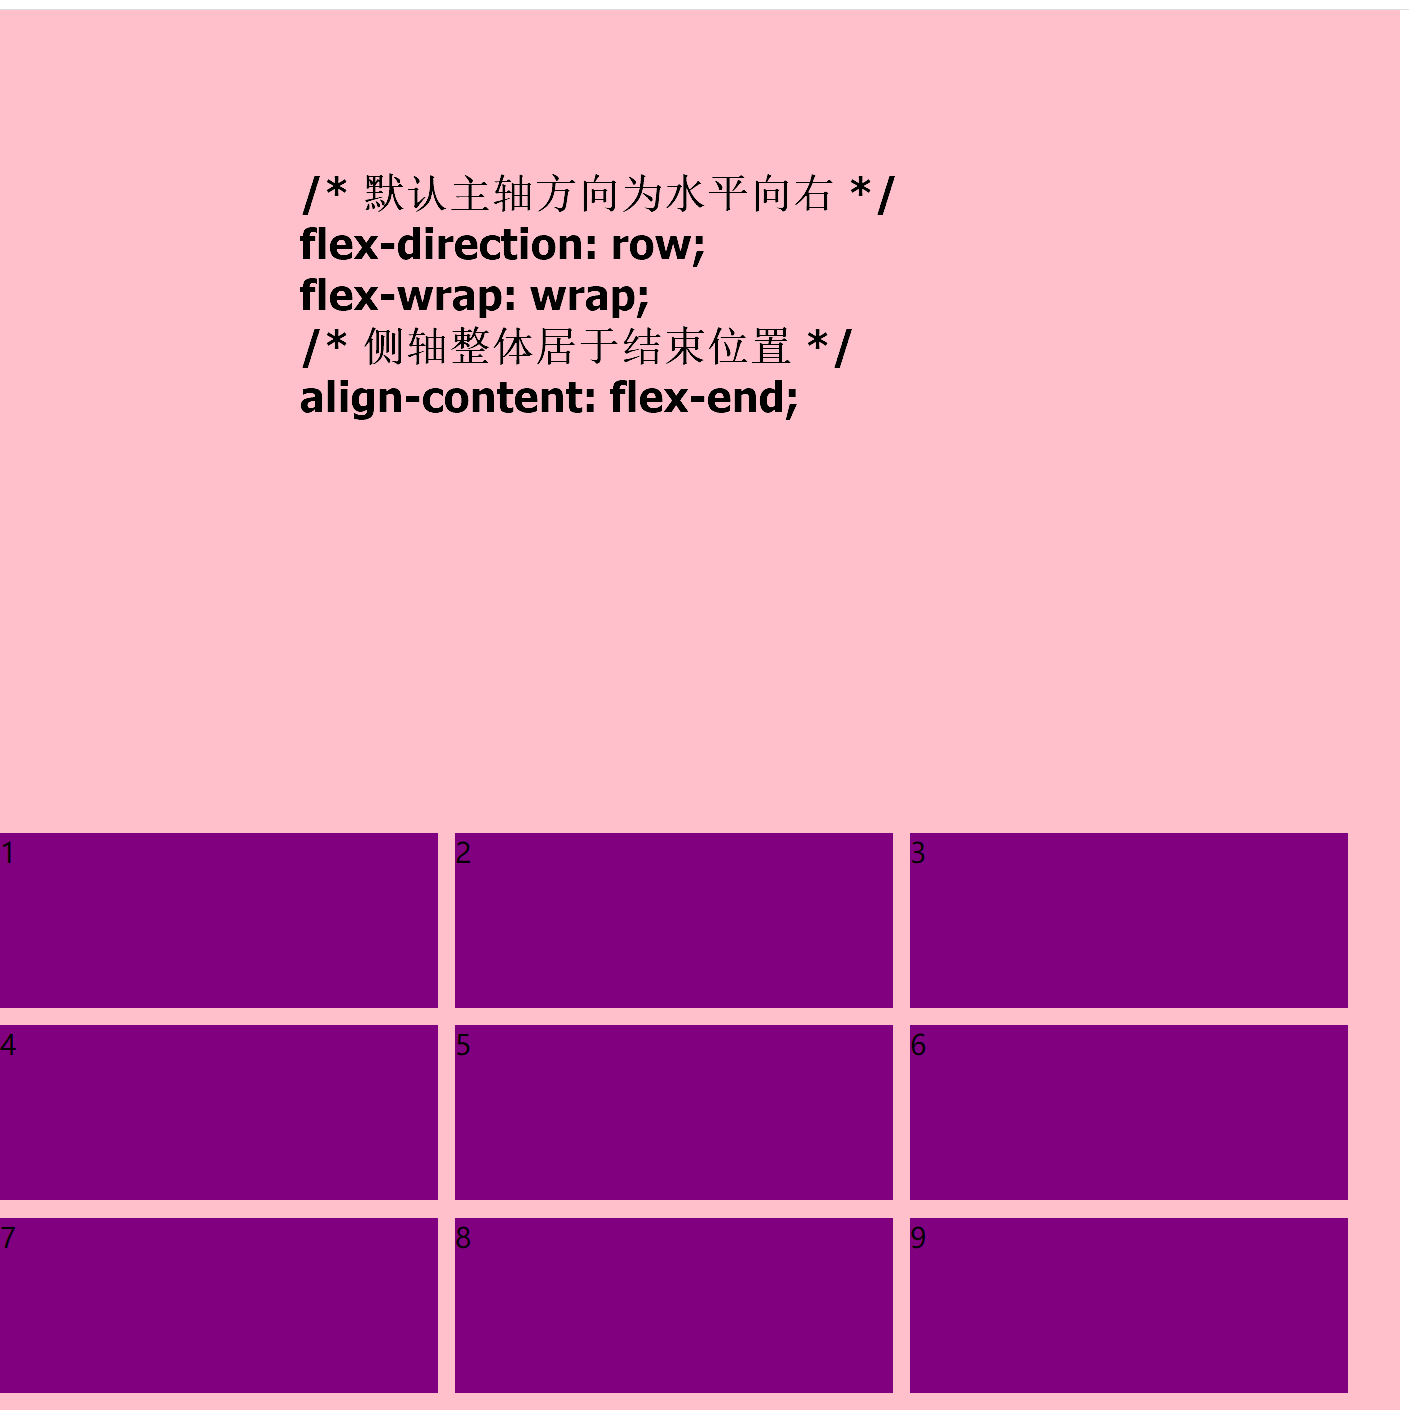 /* 默认主轴方向为水平向右 */
flex-direction: row;
flex-wrap: wrap;
/* 侧轴整体居于结束位置 */
align-content: flex-end;
1 2 3
4 5 6
7 8 9